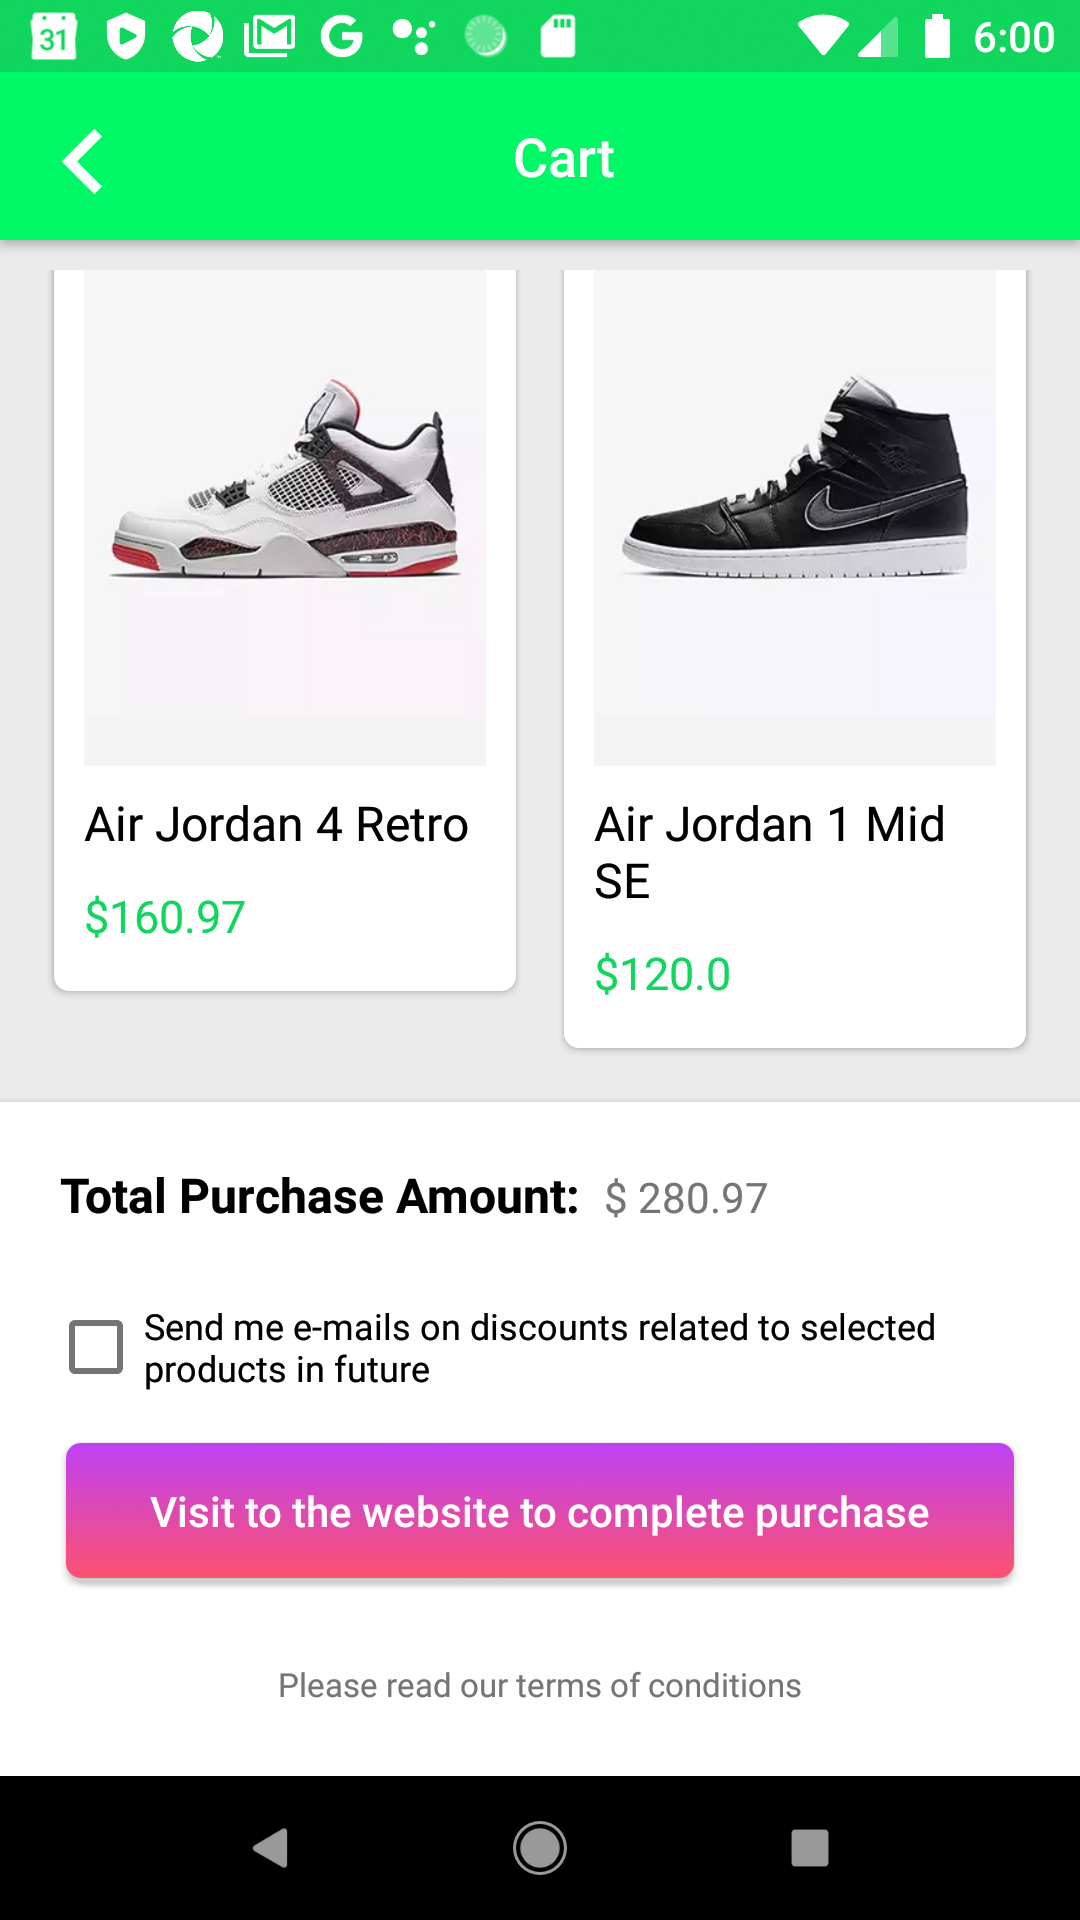 31 6:00
Cart
Air Jordan 4 Retro
$160.97
Air Jordan 1 Mid
SE
$120.0
Total Purchase Amount: $ 280.97
Send me e-mails on discounts related to selected
products in future
Visit to the website to complete purchase
Please read our terms of conditions